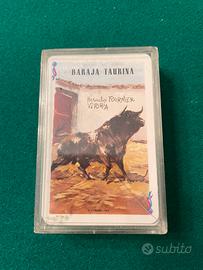 BARAJA TAURINA
Heraclio FOURNIER
VITORIA
subito